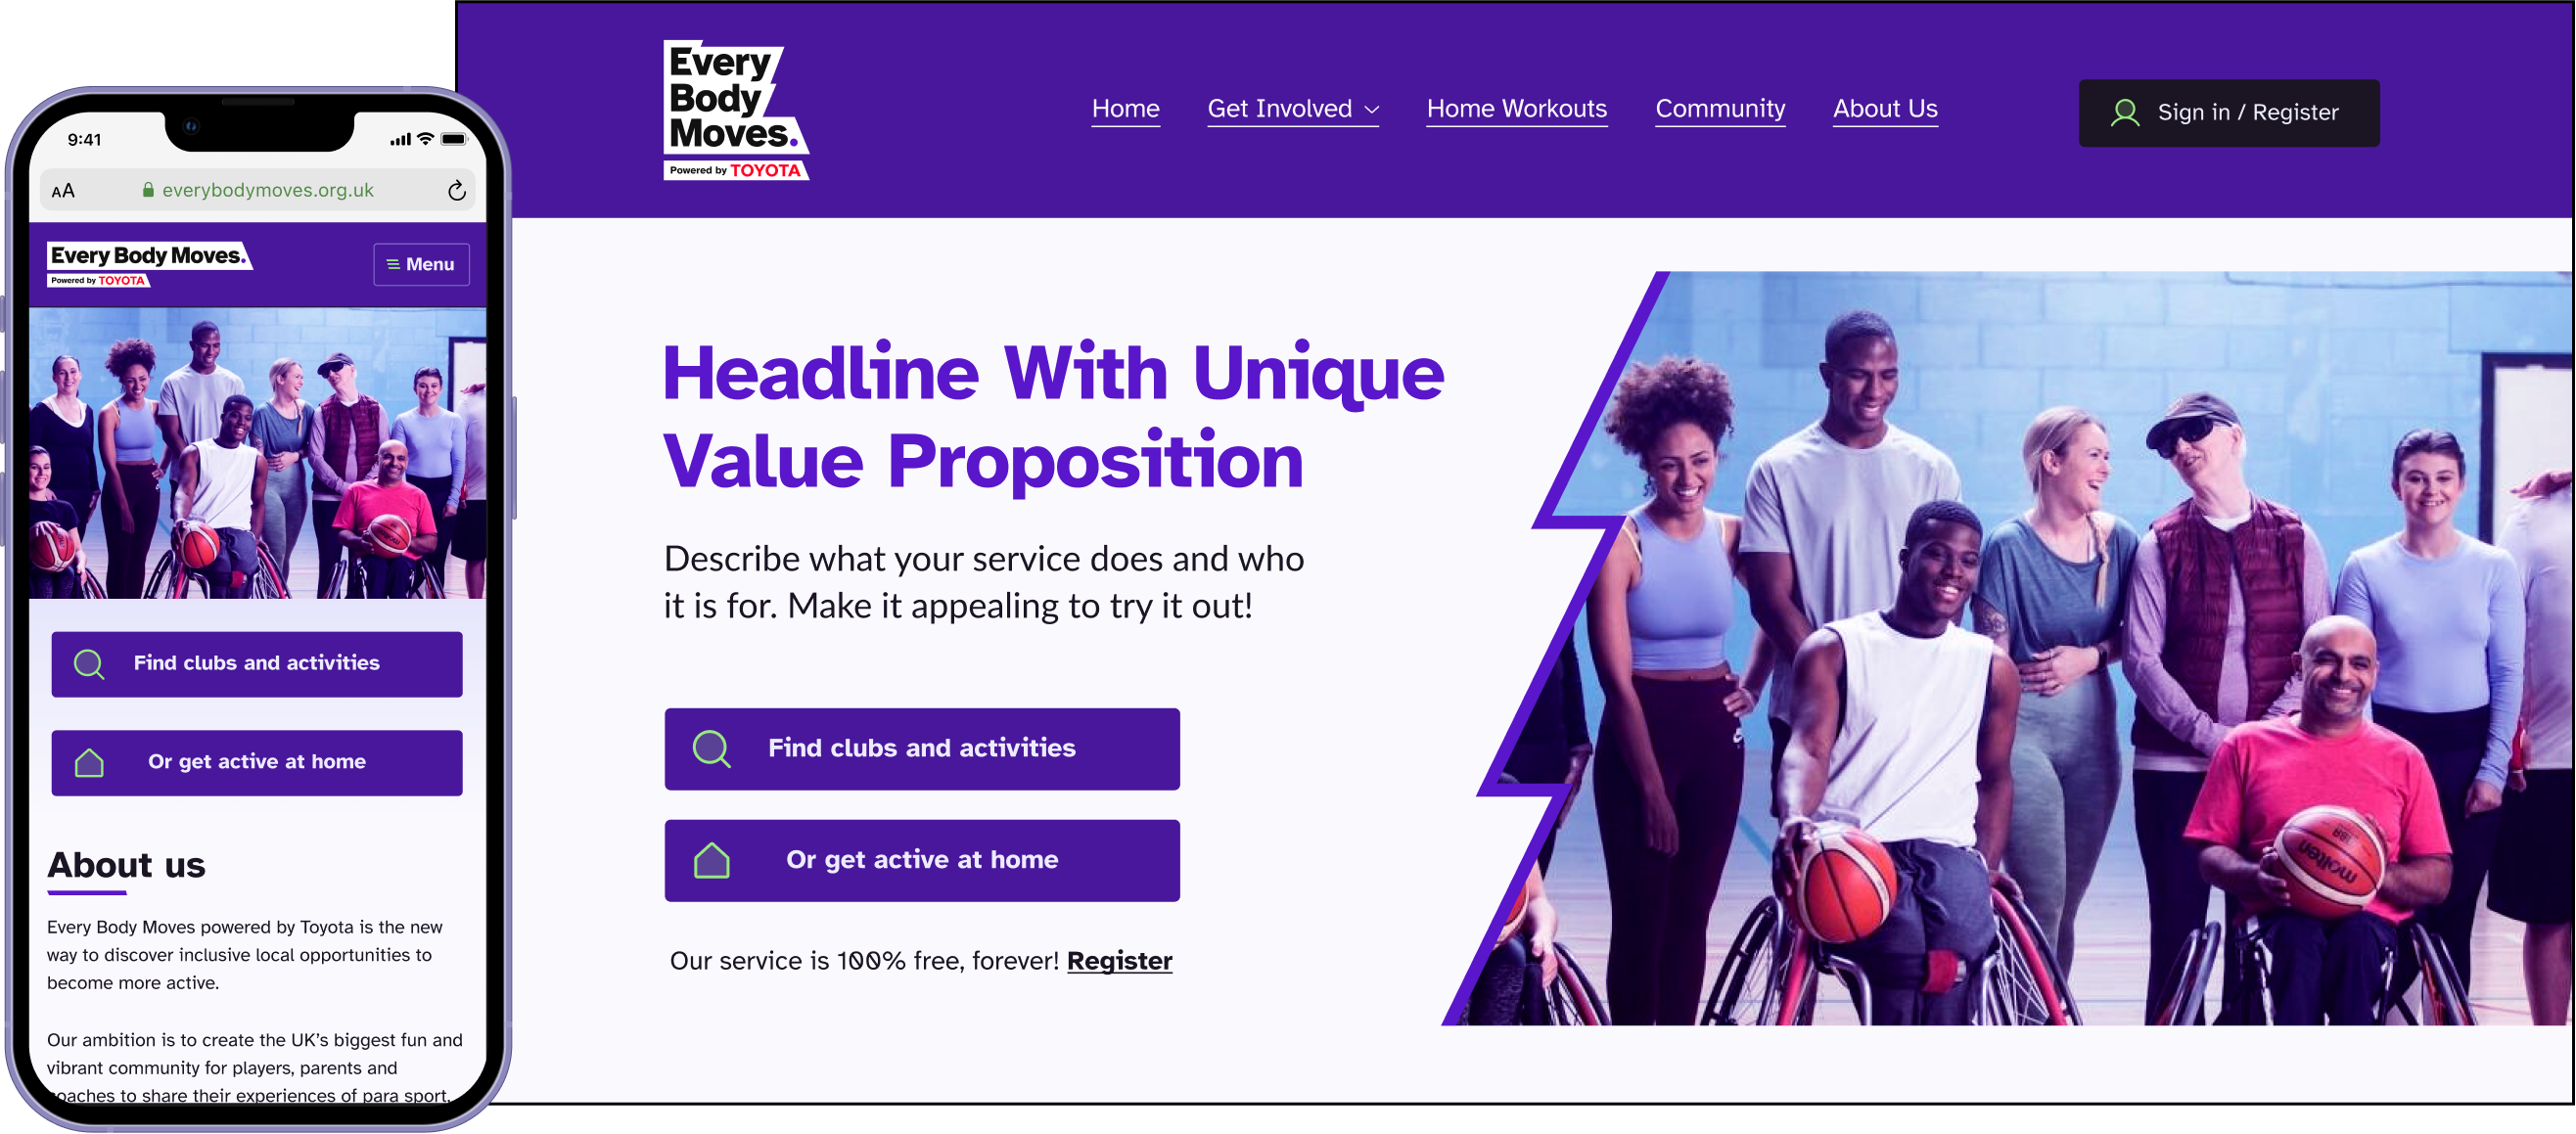 9:41
AA
everybodymoves.org.uk
Every Body Moves.
Powered by TOYOTA
Menu
Find clubs and activities
Or get active at home
About us
Every Body Moves powered by Toyota is the new
way to discover inclusive local opportunities to
become more active.
Our ambition is to create the UK’s biggest fun and
vibrant community for players, parents and
coaches to share their experiences of para sport.
Every
Body
Moves.
Powered by TOYOTA
Home
Get Involved
Home Workouts
Community
About Us
Sign in / Register
Headline With Unique
Value Proposition
Describe what your service does and who
it is for. Make it appealing to try it out!
Find clubs and activities
Or get active at home
Our service is 100% free, forever! Register
molten